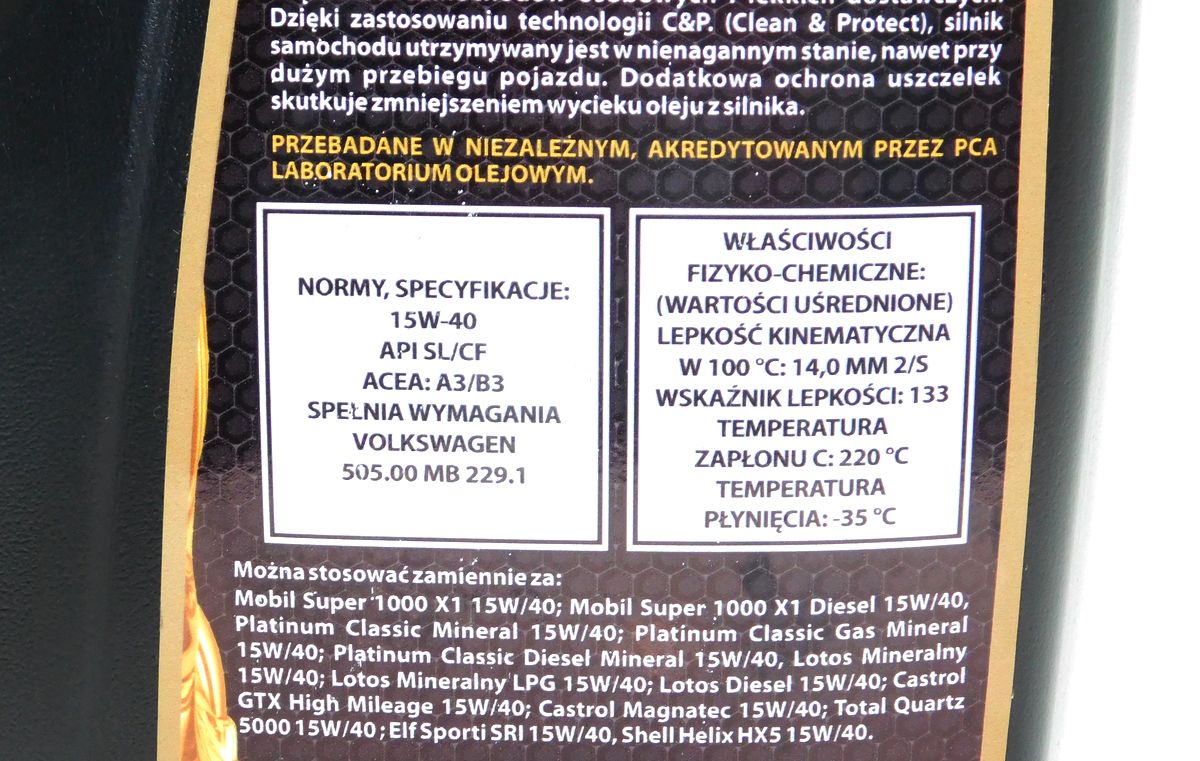 Dzięki zastosowaniu technologii C&P. (Clean & Protect), silnik
samochodu utrzymywany jest w nienagannym stanie, nawet przy
dużym przebiegu pojazdu. Dodatkowa ochrona uszczelek
skutkuje zmniejszeniem wycieku oleju z silnika.
PRZEBADANE W NIEZALEŻNYM, AKREDYTOWANYM PRZEZ PCA
LABORATORIUM OLEJOWYM.
NORMY, SPECYFIKACJE:
15W-40
API SL/CF
ACEA: A3/B3
SPEŁNIA WYMAGANIA
VOLKSWAGEN
505.00 MB 229.1
WŁAŚCIWOŚCI
FIZYKO-CHEMICZNE:
(WARTOŚCI UŚREDNIONE)
LEPKOŚĆ KINEMATYCZNA
W 100 °C: 14,0 MM 2/S
WSKAŹNIK LEPKOŚCI: 133
TEMPERATURA
ZAPŁONU C: 220 °C
TEMPERATURA
PŁYNIĘCIA: -35 °C
Można stosować zamiennie za:
Mobil Super 1000 X1 15W/40; Mobil Super 1000 X1 Diesel 15W/40,
Platinum Classic Mineral 15W/40; Platinum Classic Gas Mineral
15W/40; Platinum Classic Diesel Mineral 15W/40, Lotos Mineralny
15W/40; Lotos Mineralny LPG 15W/40; Lotos Diesel 15W/40; Castrol
GTX High Mileage 15W/40; Castrol Magnatec 15W/40; Total Quartz
5000 15W/40 ; Elf Sporti SRI 15W/40, Shell Helix HX5 15W/40.